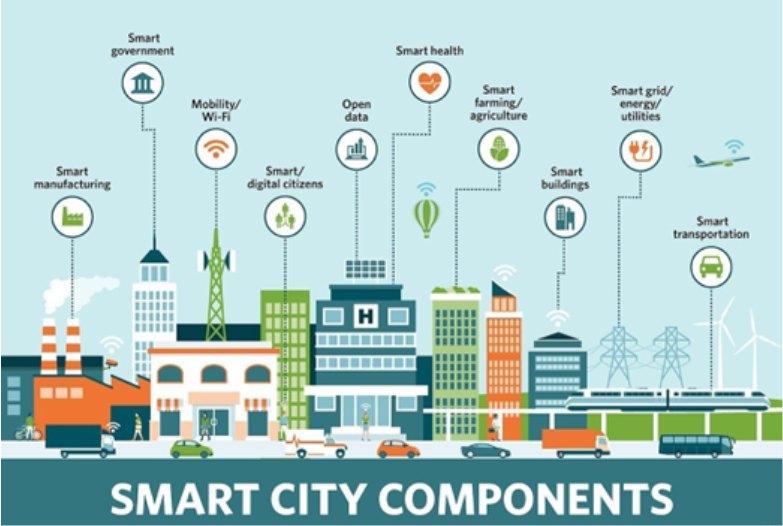 Smart
government
Smart health
Mobility/
Wi-Fi
Open
data
Smart
farming/
agriculture
Smart grid/
energy/
utilities
Smart
manufacturing
Smart/
digital citizens
Smart
buildings
Smart
transportation
H
SMART CITY COMPONENTS